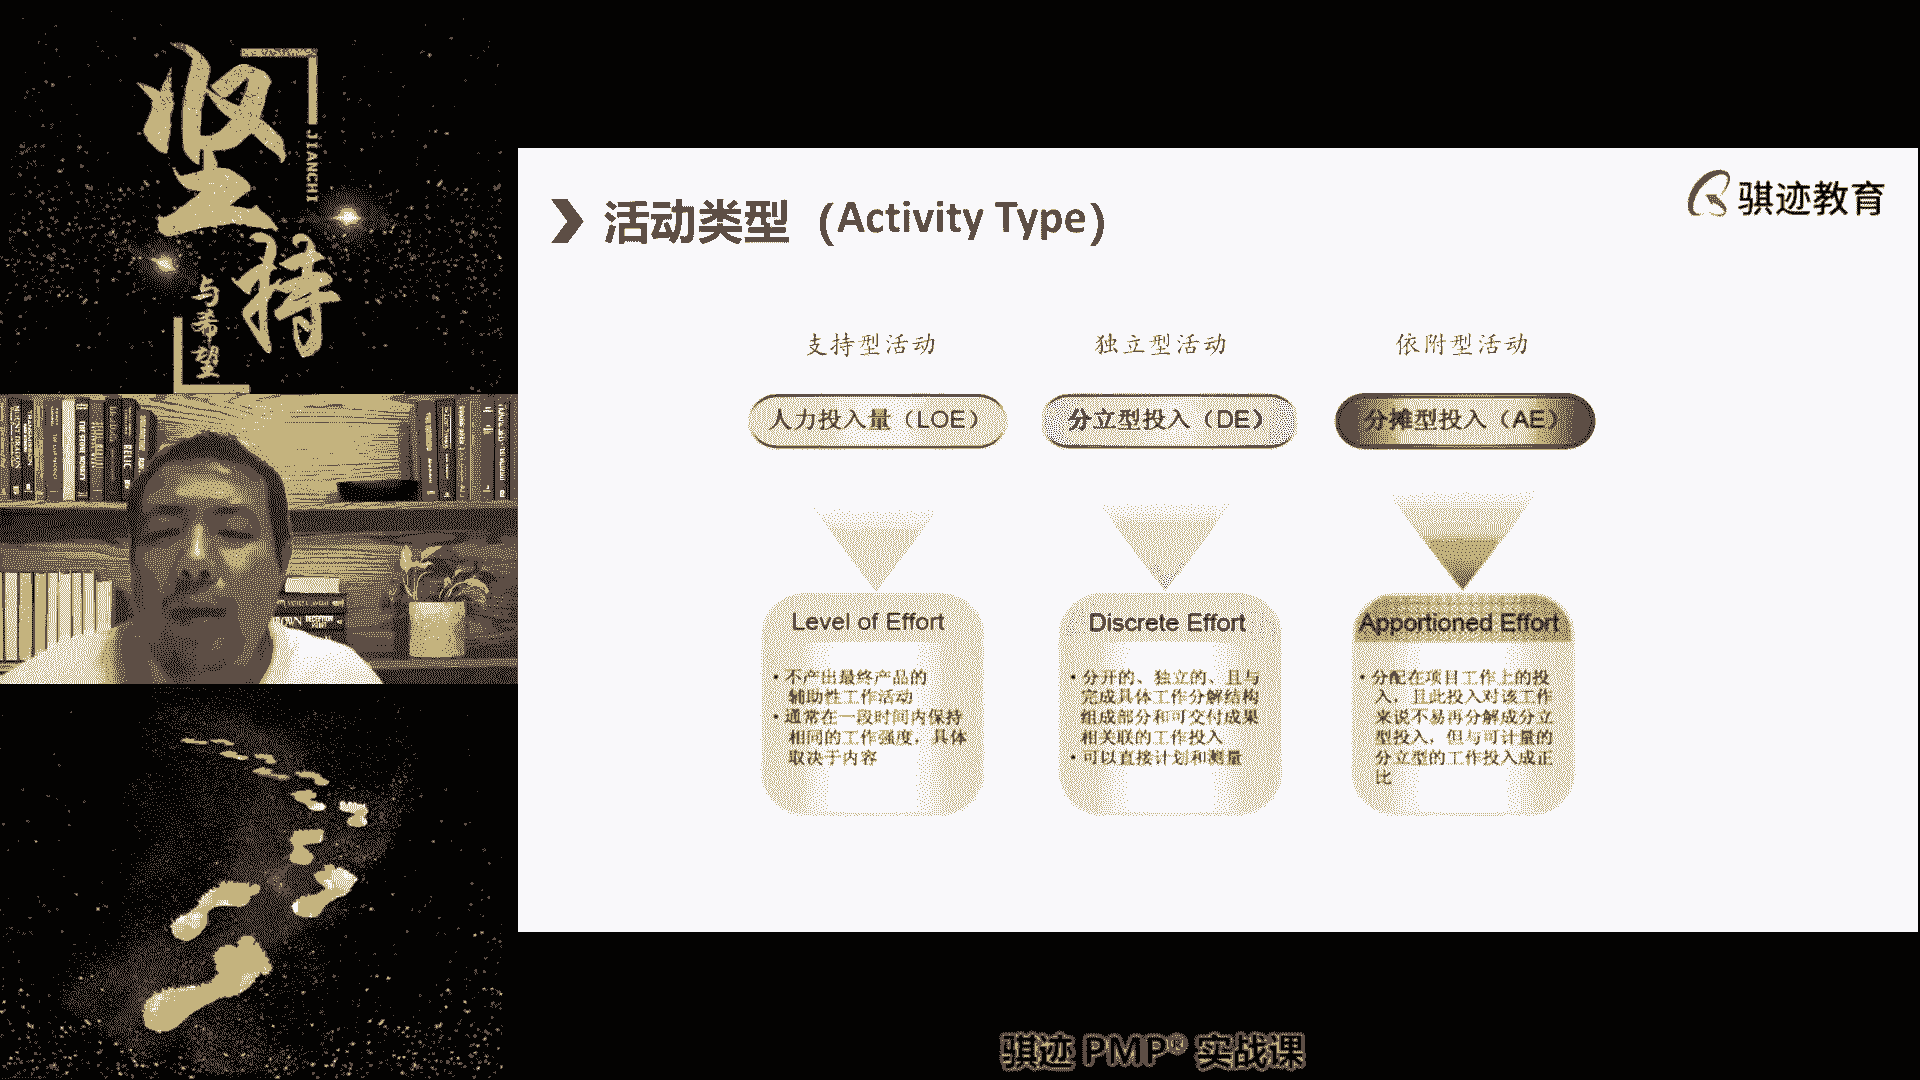 坚持
JIANCHI
与希望
骐迹教育
活动类型（Activity Type）
支持型活动
独立型活动
依附型活动
人力投入量（LOE）
分立型投入（DE）
分摊型投入（AE）
Level of Effort
• 不产出最终产品的
辅助性工作活动
• 通常在一段时间内保持
相同的工作强度，具体
取决于内容
Discrete Effort
• 分开的、独立的、且与
完成具体工作分解结构
组成部分和可交付成果
相关联的工作投入
• 可以直接计划和测量
Apportioned Effort
• 分配在项目工作上的投
入，且此投入对该工作
来说不易再分解成分立
型投入，但与可计量的
分立型的工作投入成正
比
骐迹 PMP® 实战课